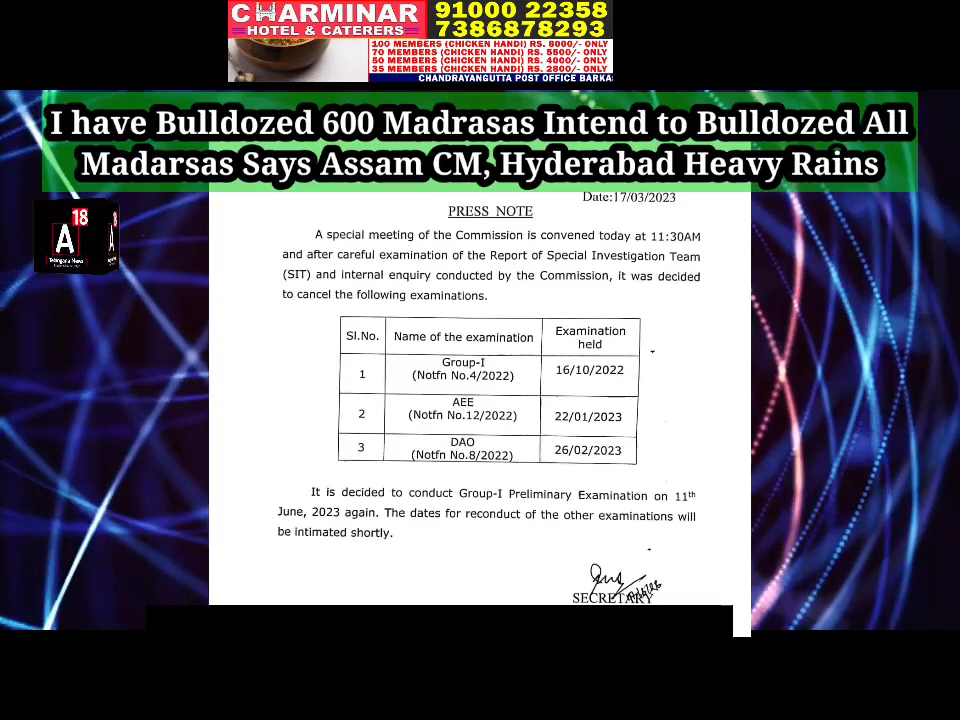 CHARMINAR
HOTEL & CATERERS
91000 22358
7386878293
100 MEMBERS (CHICKEN HANDI) RS. 8000/- ONLY
70 MEMBERS (CHICKEN HANDI) RS. 5500/- ONLY
50 MEMBERS (CHICKEN HANDI) RS. 4000/- ONLY
35 MEMBERS (CHICKEN HANDI) RS. 2800/- ONLY
CHANDRAYANGUTTA POST OFFICE BARKA
I have Bulldozed 600 Madrasas Intend to Bulldozed All
Madarsas Says Assam CM, Hyderabad Heavy Rains
A 18
Telangana News
Date:17/03/2023
PRESS NOTE
A special meeting of the Commission is convened today at 11:30AM
and after careful examination of the Report of Special Investigation Team
(SIT) and internal enquiry conducted by the Commission, it was decided
to cancel the following examinations.
Sl.No. Name of the examination Examination held
1 Group-I (Notfn No.4/2022) 16/10/2022
2 AEE (Notfn No.12/2022) 22/01/2023
3 DAO (Notfn No.8/2022) 26/02/2023
It is decided to conduct Group-I Preliminary Examination on 11th
June, 2023 again. The dates for reconduct of the other examinations will
be intimated shortly.
SECRETARY